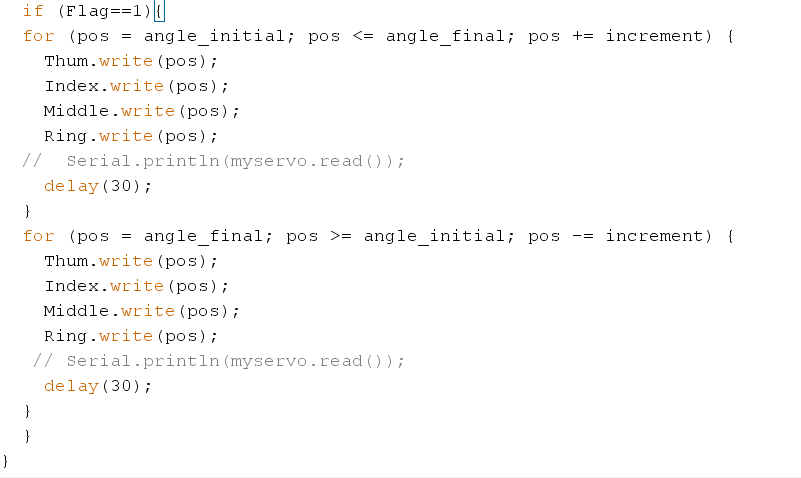 if (Flag==1){
for (pos = angle_initial; pos <= angle_final; pos += increment) {
Thum.write(pos);
Index.write(pos);
Middle.write(pos);
Ring.write(pos);
//  Serial.println(myservo.read());
delay(30);
}
for (pos = angle_final; pos >= angle_initial; pos -= increment) {
Thum.write(pos);
Index.write(pos);
Middle.write(pos);
Ring.write(pos);
// Serial.println(myservo.read());
delay(30);
}
}
}